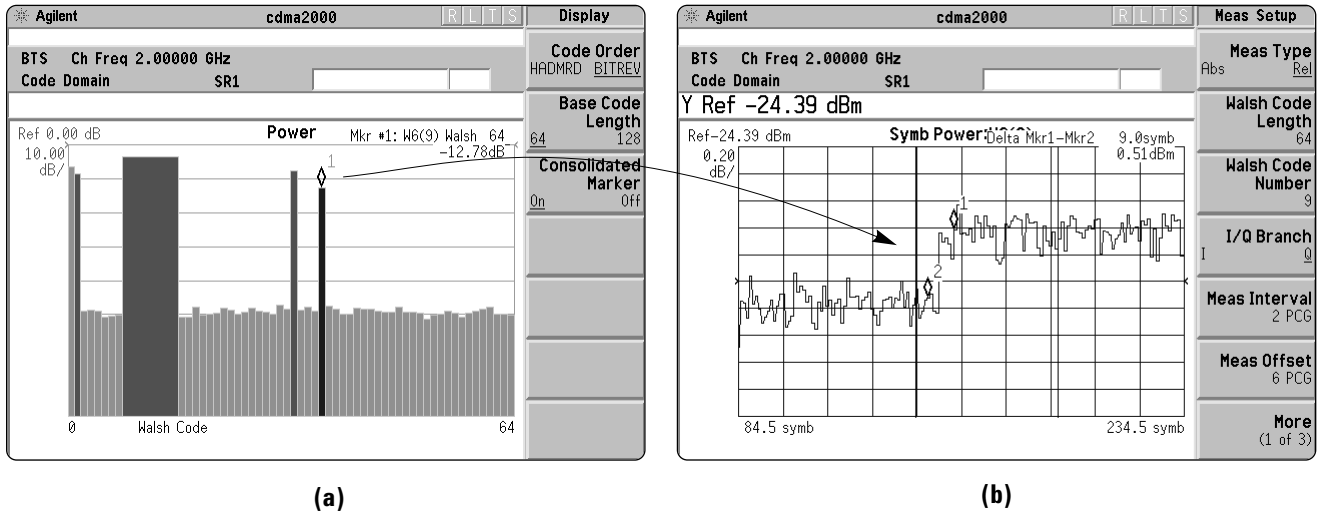 Agilent cdma2000 R L T S Display
BTS Ch Freq 2.00000 GHz
Code Domain SR1
Ref 0.00 dB Power Mkr #1: W6(9) Walsh 64
10.00 -12.78dB
dB/
1
0 Walsh Code 64
Code Order
HADMRD BITREV
Base Code
Length
64 128
Consolidated
Marker
On Off
(a)
Agilent cdma2000 R L T S Meas Setup
BTS Ch Freq 2.00000 GHz
Code Domain SR1
Y Ref -24.39 dBm
Ref-24.39 dBm Symb Power: Delta Mkr1-Mkr2 9.0symb
0.20 0.51dBm
dB/
1
2
84.5 symb 234.5 symb
Meas Type
Abs Rel
Walsh Code
Length
64
Walsh Code
Number
9
I/Q Branch
I Q
Meas Interval
2 PCG
Meas Offset
6 PCG
More
(1 of 3)
(b)